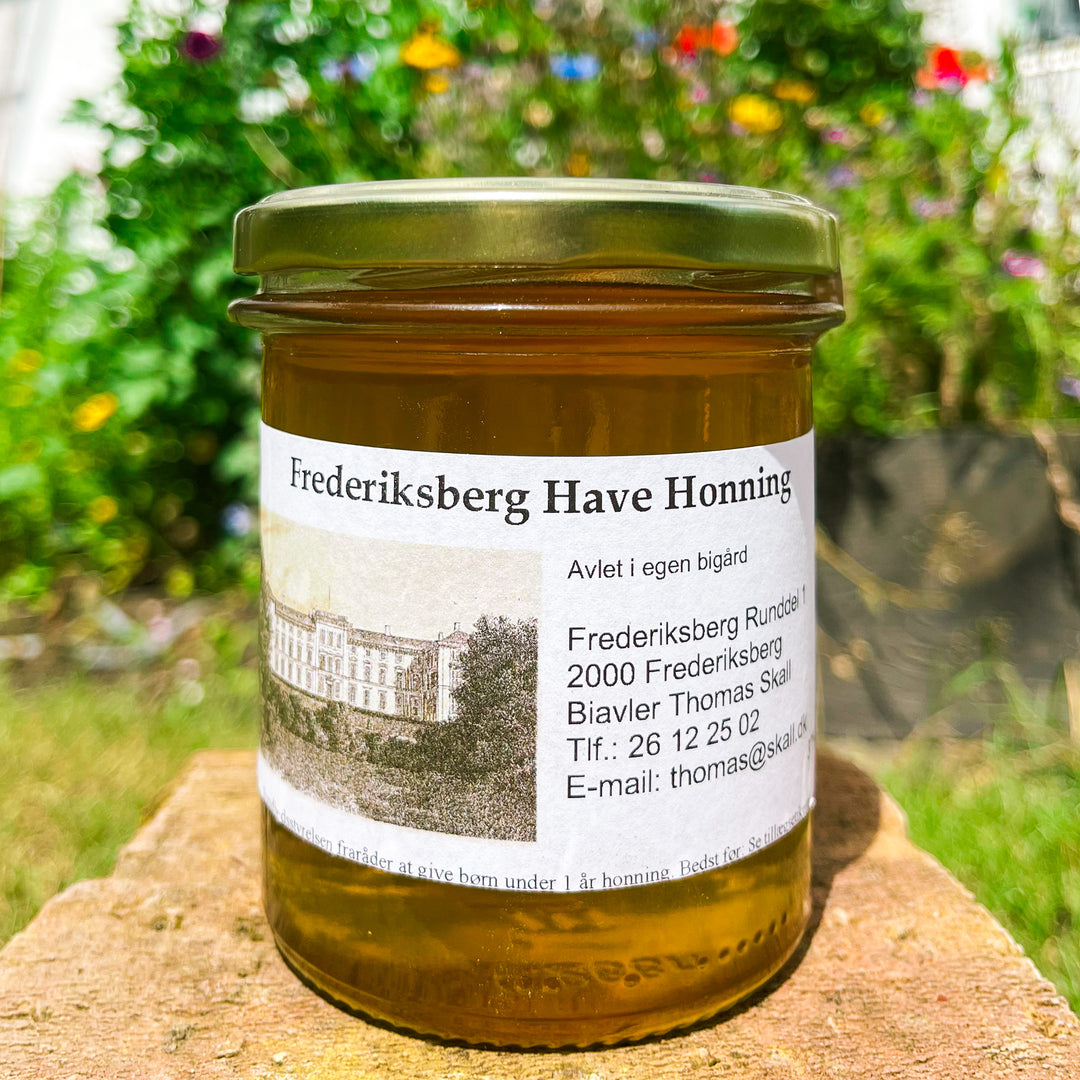 Frederiksberg Have Honning
Avlet i egen bigård
Frederiksberg Runddel 1
2000 Frederiksberg
Biavler Thomas Skall
Tlf.: 26 12 25 02
E-mail: thomas@skall.dk
fraråder at give børn under 1 år honning. Bedst før: Se